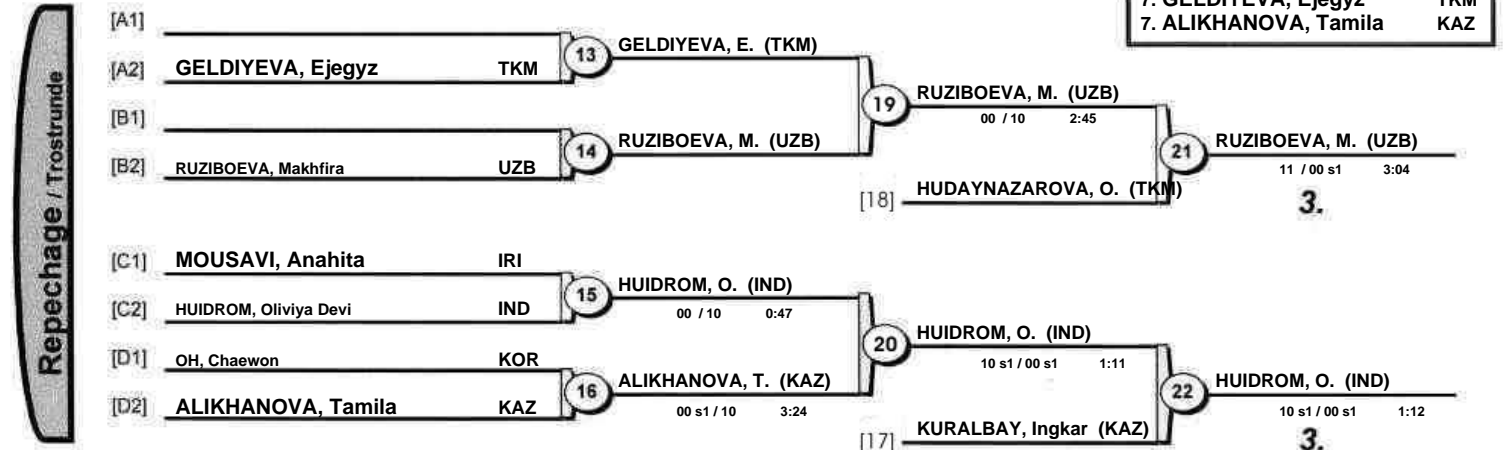 7. GELDIYEVA, Ejegyz TKM
7. ALIKHANOVA, Tamila KAZ
Repechage / Trostrunde
[A1]
[A2] GELDIYEVA, Ejegyz TKM
13 GELDIYEVA, E. (TKM)
[B1]
[B2] RUZIBOEVA, Makhfira UZB
14 RUZIBOEVA, M. (UZB)
19 RUZIBOEVA, M. (UZB)
00 / 10 2:45
[18] HUDAYNAZAROVA, O. (TKM)
21 RUZIBOEVA, M. (UZB)
11 / 00 s1 3:04
3.
[C1] MOUSAVI, Anahita IRI
[C2] HUIDROM, Oliviya Devi IND
15 HUIDROM, O. (IND)
00 / 10 0:47
[D1] OH, Chaewon KOR
[D2] ALIKHANOVA, Tamila KAZ
16 ALIKHANOVA, T. (KAZ)
00 s1 / 10 3:24
20 HUIDROM, O. (IND)
10 s1 / 00 s1 1:11
[17] KURALBAY, Ingkar (KAZ)
22 HUIDROM, O. (IND)
10 s1 / 00 s1 1:12
3.